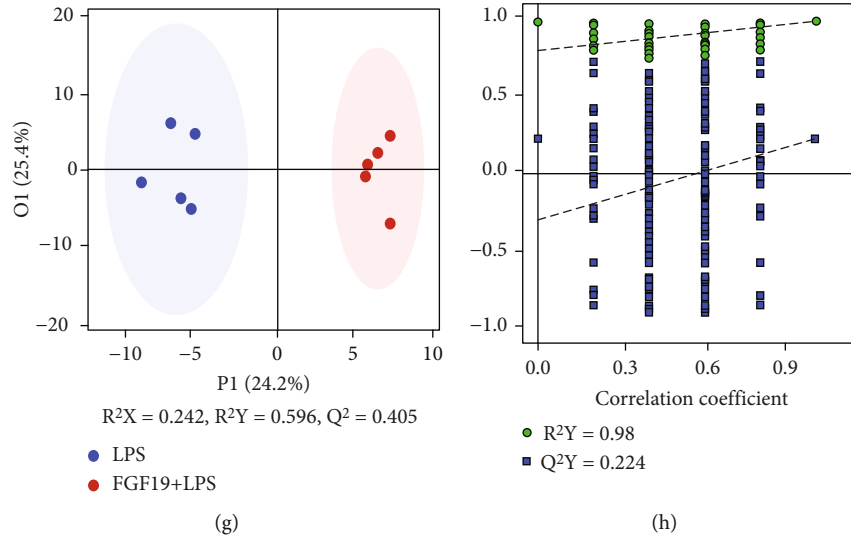 20
10
0
−10
−20
O1 (25.4%)
−10 −5 0 5 10
P1 (24.2%)
R²X = 0.242, R²Y = 0.596, Q² = 0.405
LPS
FGF19+LPS
(g)
1.0
0.5
0.0
−0.5
−1.0
0.0 0.3 0.6 0.9
Correlation coefficient
R²Y = 0.98
Q²Y = 0.224
(h)